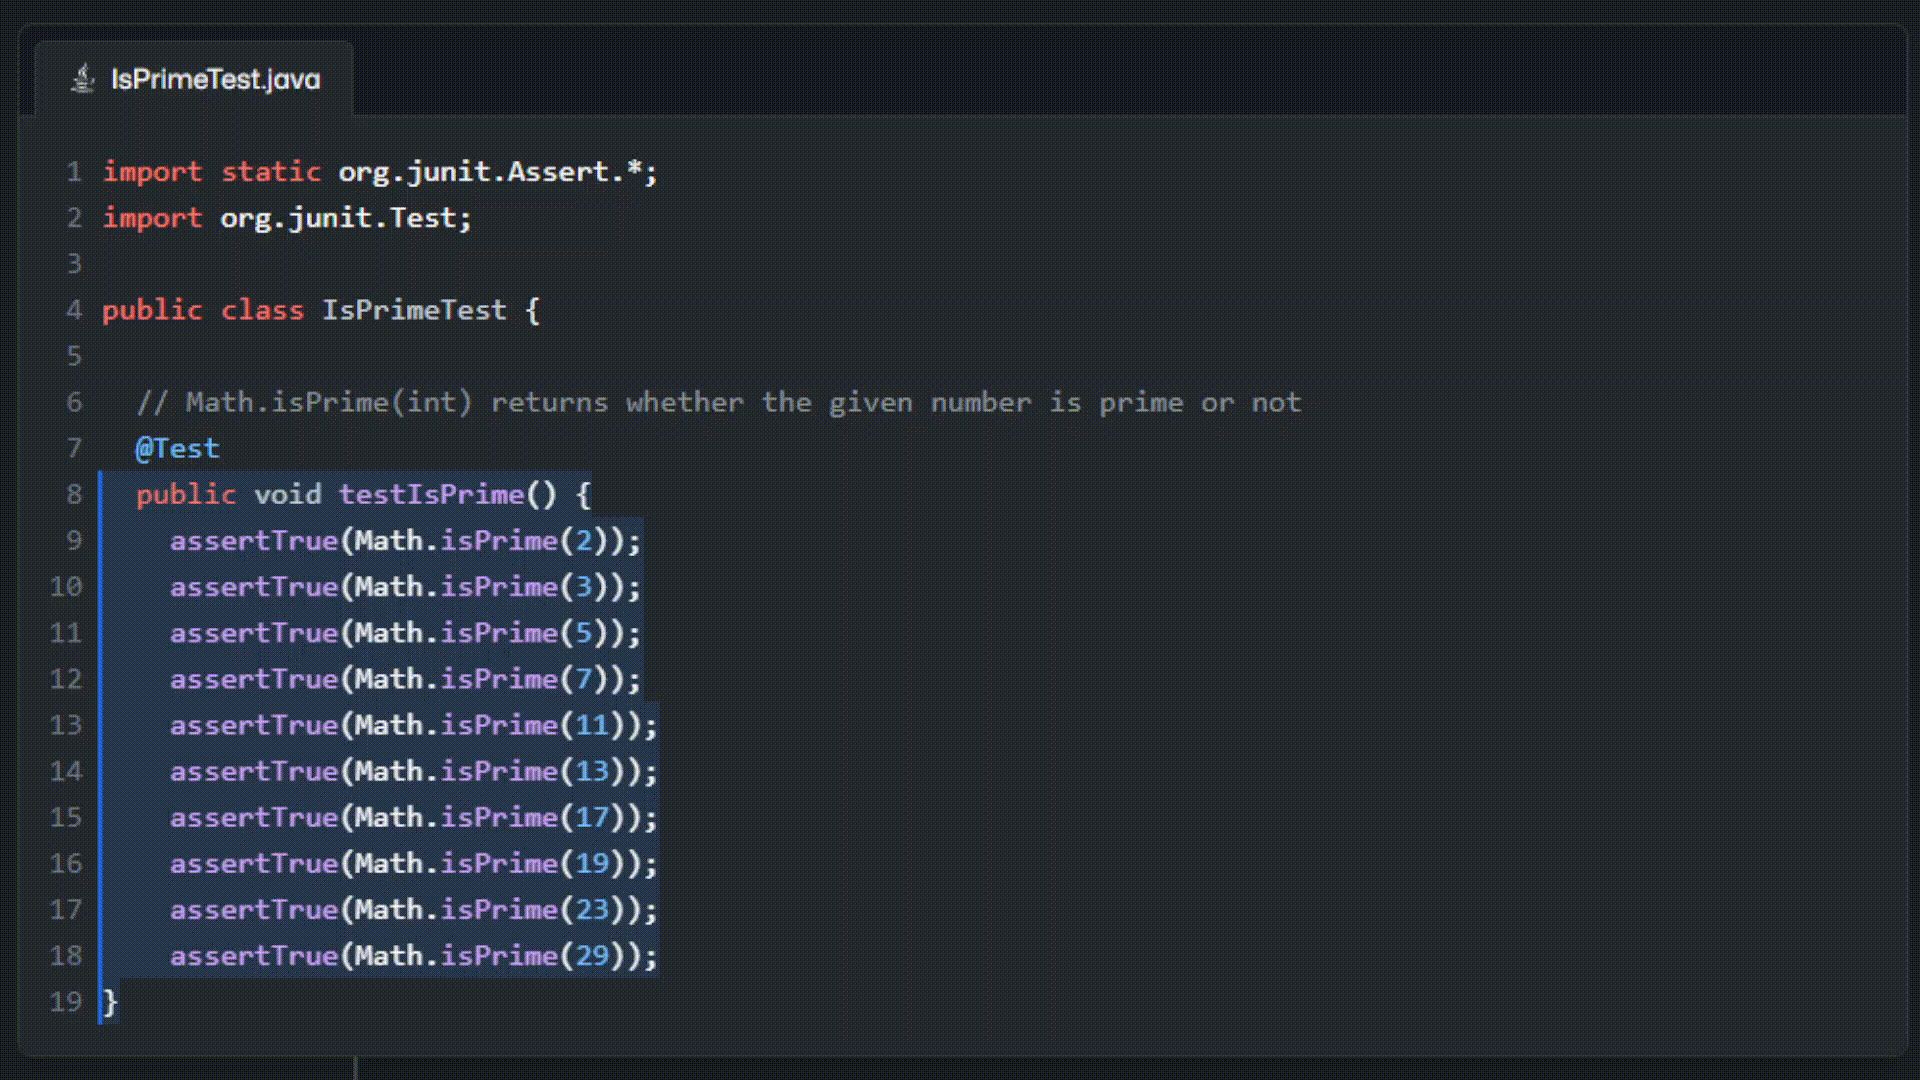 IsPrimeTest.java
1 import static org.junit.Assert.*;
2 import org.junit.Test;
3
4 public class IsPrimeTest {
5
6 // Math.isPrime(int) returns whether the given number is prime or not
7 @Test
8 public void testIsPrime() {
9 assertTrue(Math.isPrime(2));
10 assertTrue(Math.isPrime(3));
11 assertTrue(Math.isPrime(5));
12 assertTrue(Math.isPrime(7));
13 assertTrue(Math.isPrime(11));
14 assertTrue(Math.isPrime(13));
15 assertTrue(Math.isPrime(17));
16 assertTrue(Math.isPrime(19));
17 assertTrue(Math.isPrime(23));
18 assertTrue(Math.isPrime(29));
19 }